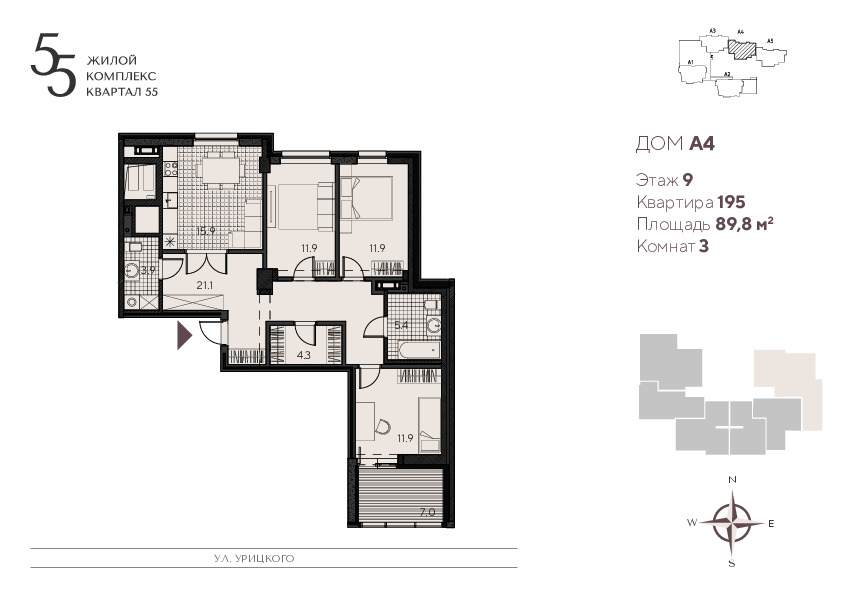 55
ЖИЛОЙ
КОМПЛЕКС
КВАРТАЛ 55
A3
A4
A5
A1
A2
ДОМ А4
Этаж 9
Квартира 195
Площадь 89,8 м²
Комнат 3
15.9
11.9
11.9
3.9
21.1
5.4
4.3
11.9
7.0
N
W
E
S
УЛ. УРИЦКОГО